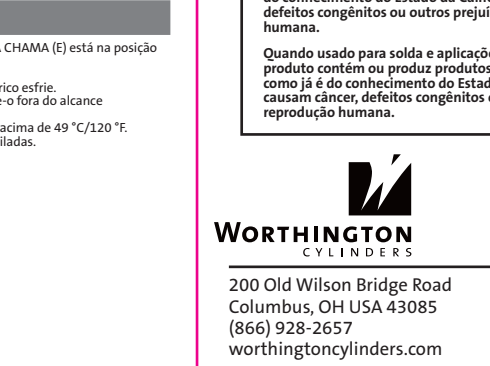 CHAMA (E) está na posição
rico esfrie.
-o fora do alcance
acima de 49 °C/120 °F.
iladas.
do conhecimento do Estado da
defeitos congênitos ou outros prejuí
humana.
Quando usado para solda e aplicaçõ
produto contém ou produz produtos
como já é do conhecimento do Estad
causam câncer, defeitos congênitos
reprodução humana.
WORTHINGTON
CYLINDERS
200 Old Wilson Bridge Road
Columbus, OH USA 43085
(866) 928-2657
worthingtoncylinders.com